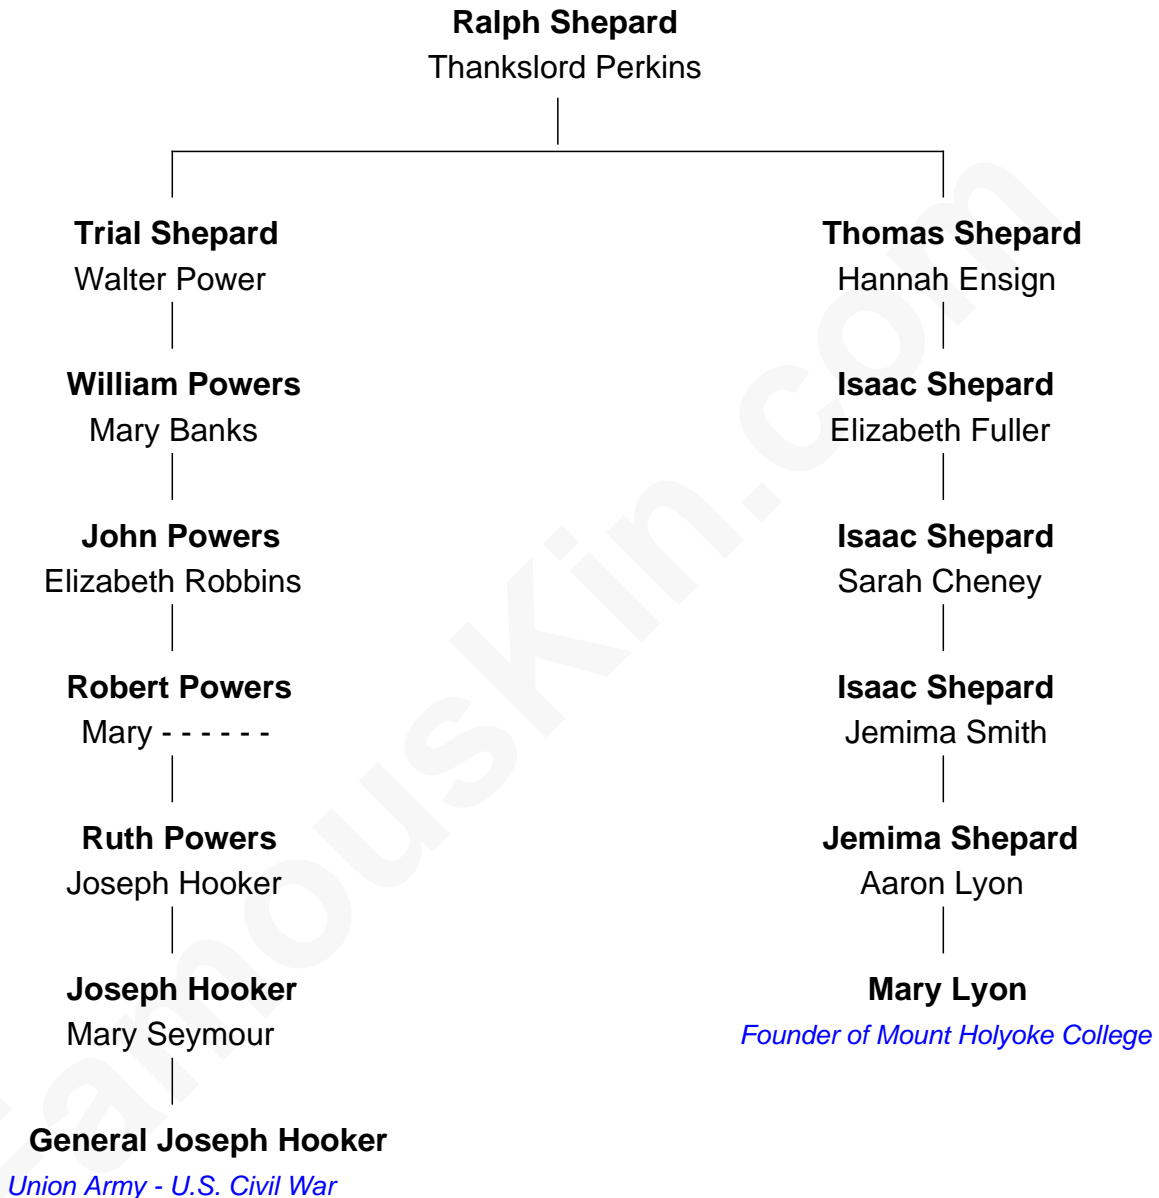 Ralph Shepard
Thankslord Perkins
Trial Shepard
Walter Power
William Powers
Mary Banks
John Powers
Elizabeth Robbins
Robert Powers
Mary - - - - - -
Ruth Powers
Joseph Hooker
Joseph Hooker
Mary Seymour
General Joseph Hooker
Union Army - U.S. Civil War
Thomas Shepard
Hannah Ensign
Isaac Shepard
Elizabeth Fuller
Isaac Shepard
Sarah Cheney
Isaac Shepard
Jemima Smith
Jemima Shepard
Aaron Lyon
Mary Lyon
Founder of Mount Holyoke College
FamousKin.com